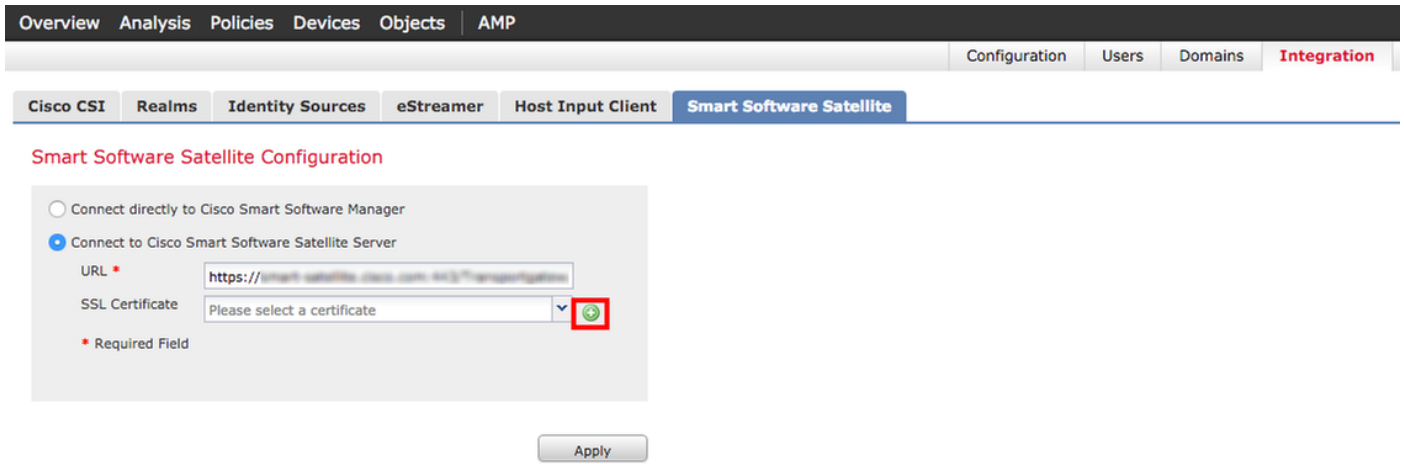 Overview Analysis Policies Devices Objects AMP
Configuration Users Domains Integration
Cisco CSI Realms Identity Sources eStreamer Host Input Client Smart Software Satellite
Smart Software Satellite Configuration
Connect directly to Cisco Smart Software Manager
Connect to Cisco Smart Software Satellite Server
URL * https://
SSL Certificate Please select a certificate
* Required Field
Apply